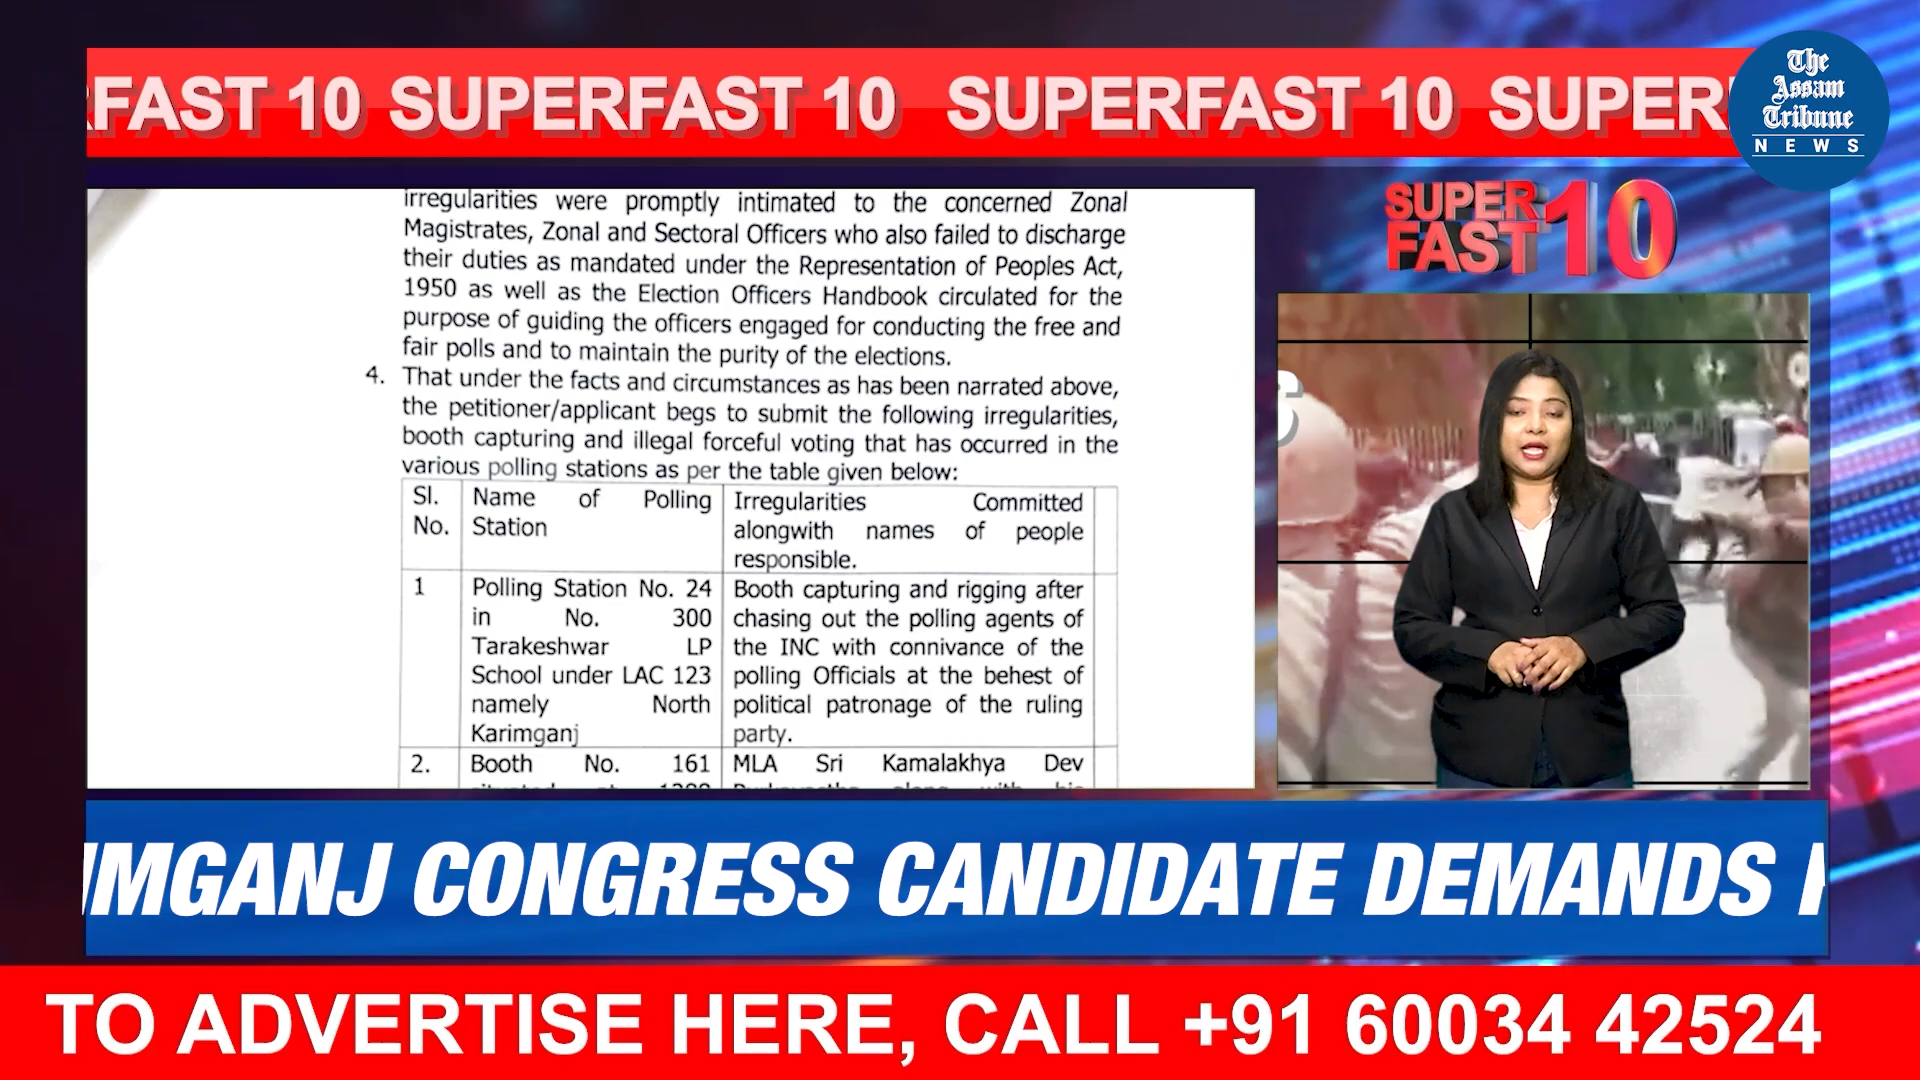 FAST 10 SUPERFAST 10 SUPERFAST 10 SUPER
The
Assam
Tribune
NEWS
SUPER
FAST 10
irregularities were promptly intimated to the concerned Zonal
Magistrates, Zonal and Sectoral Officers who also failed to discharge
their duties as mandated under the Representation of Peoples Act,
1950 as well as the Election Officers Handbook circulated for the
purpose of guiding the officers engaged for conducting the free and
fair polls and to maintain the purity of the elections.
4. That under the facts and circumstances as has been narrated above,
the petitioner/applicant begs to submit the following irregularities,
booth capturing and illegal forceful voting that has occurred in the
various polling stations as per the table given below:
Sl. Name of Polling Irregularities Committed
No. Station alongwith names of people
responsible.
1 Polling Station No. 24 Booth capturing and rigging after
in No. 300 chasing out the polling agents of
Tarakeshwar LP the INC with connivance of the
School under LAC 123 polling Officials at the behest of
namely North political patronage of the ruling
Karimganj party.
2. Booth No. 161 MLA Sri Kamalakhya Dev
IMGANJ CONGRESS CANDIDATE DEMANDS
TO ADVERTISE HERE, CALL +91 60034 42524